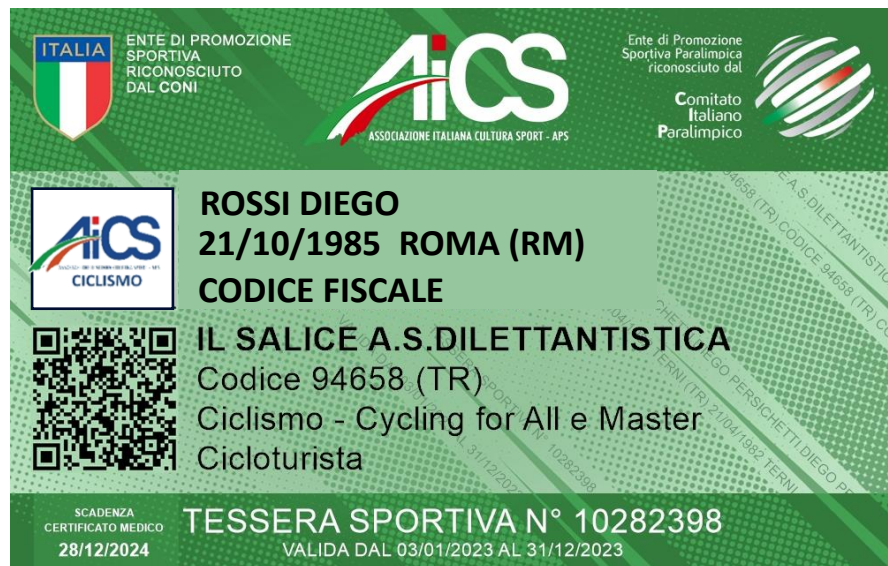 ITALIA
ENTE DI PROMOZIONE
SPORTIVA
RICONOSCIUTO
DAL CONI
AiCS
ASSOCIAZIONE ITALIANA CULTURA SPORT - APS
Ente di Promozione
Sportiva Paralimpica
riconosciuto dal
Comitato
Italiano
Paralimpico
AiCS
CICLISMO
ROSSI DIEGO
21/10/1985 ROMA (RM)
CODICE FISCALE
IL SALICE A.S.DILETTANTISTICA
Codice 94658 (TR)
Ciclismo - Cycling for All e Master
Cicloturista
SCADENZA
CERTIFICATO MEDICO
28/12/2024
TESSERA SPORTIVA N° 10282398
VALIDA DAL 03/01/2023 AL 31/12/2023